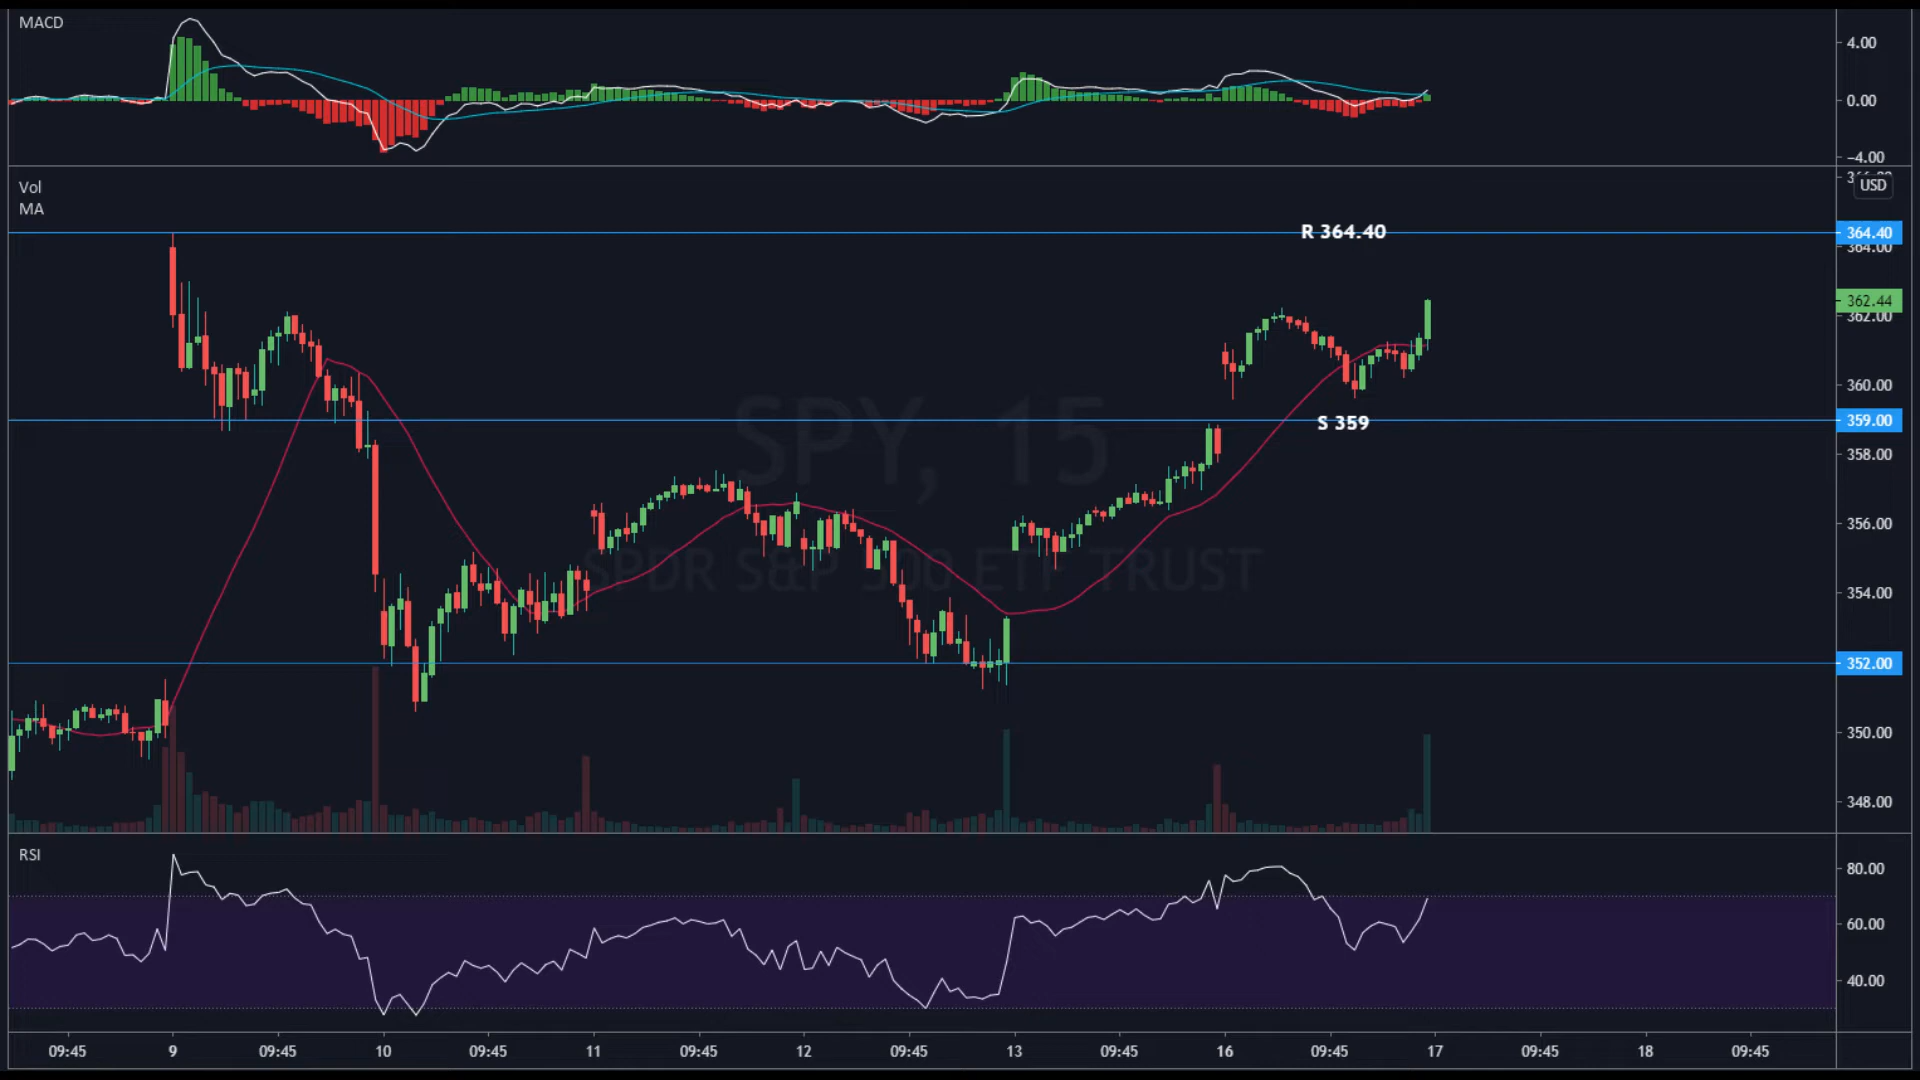 MACD
4.00
0.00
−4.00
Vol
MA
USD
R 364.40
364.40
364.00
362.44
362.00
360.00
SPY, 15
S 359
359.00
358.00
356.00
SPDR S&P 500 ETF TRUST
354.00
352.00
350.00
348.00
RSI
80.00
60.00
40.00
09:45 9 09:45 10 09:45 11 09:45 12 09:45 13 09:45 16 09:45 17 09:45 18 09:45